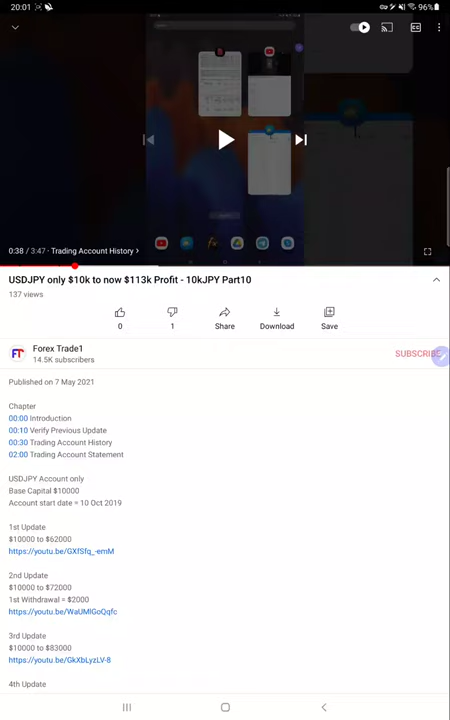 20:01
96%
0:38 / 3:47 · Trading Account History >
USDJPY only $10k to now $113k Profit - 10kJPY Part10
137 views
0
1
Share
Download
Save
Forex Trade1
14.5K subscribers
SUBSCRIBE
Published on 7 May 2021
Chapter
00:00 Introduction
00:10 Verify Previous Update
00:30 Trading Account History
02:00 Trading Account Statement
USDJPY Account only
Base Capital $10000
Account start date = 10 Oct 2019
1st Update
$10000 to $62000
https://youtu.be/GXfSfq_-emM
2nd Update
$10000 to $72000
1st Withdrawal = $2000
https://youtu.be/WaUMlGoQqfc
3rd Update
$10000 to $83000
https://youtu.be/GkXbLyzLV-8
4th Update